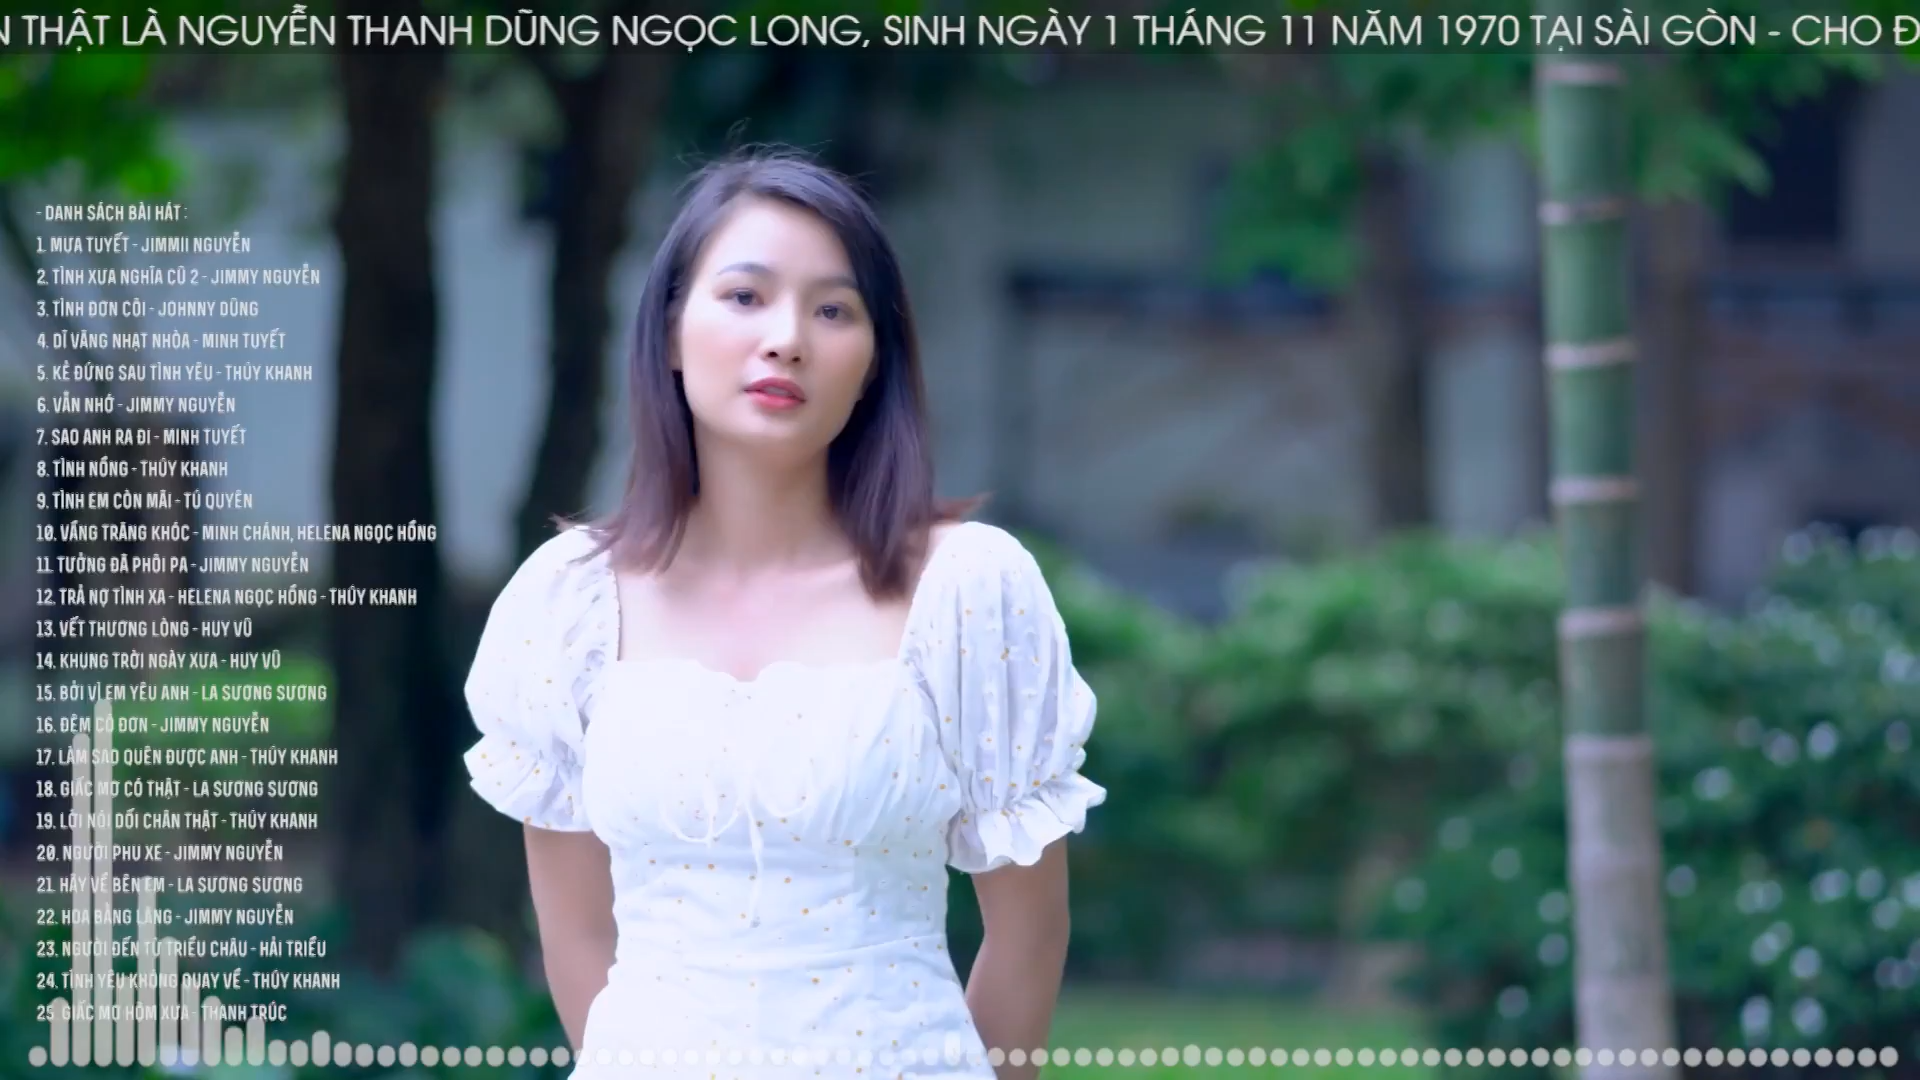 N THẬT LÀ NGUYỄN THANH DŨNG NGỌC LONG, SINH NGÀY 1 THÁNG 11 NĂM 1970 TẠI SÀI GÒN - CHO Đ
- DANH SÁCH BÀI HÁT :
1. MƯA TUYẾT - JIMMII NGUYỄN
2. TÌNH XƯA NGHĨA CŨ 2 - JIMMY NGUYỄN
3. TÌNH ĐƠN CÔI - JOHNNY DŨNG
4. DĨ VÃNG NHẠT NHÒA - MINH TUYẾT
5. KẺ ĐỨNG SAU TÌNH YÊU - THÚY KHANH
6. VẪN NHỚ - JIMMY NGUYỄN
7. SAO ANH RA ĐI - MINH TUYẾT
8. TÌNH NỒNG - THÚY KHANH
9. TÌNH EM CÒN MÃI - TÚ QUYÊN
10. VẦNG TRĂNG KHÓC - MINH CHÁNH, HELENA NGỌC HỒNG
11. TƯỞNG ĐÃ PHÔI PA - JIMMY NGUYỄN
12. TRẢ NỢ TÌNH XA - HELENA NGỌC HỒNG - THÚY KHANH
13. VẾT THƯƠNG LÒNG - HUY VŨ
14. KHUNG TRỜI NGÀY XƯA - HUY VŨ
15. BỞI VÌ EM YÊU ANH - LA SƯƠNG SƯƠNG
16. ĐÊM CÔ ĐƠN - JIMMY NGUYỄN
17. LÀM SAO QUÊN ĐƯỢC ANH - THÚY KHANH
18. GIẤC MƠ CÓ THẬT - LA SƯƠNG SƯƠNG
19. LỜI NÓI DỐI CHÂN THẬT - THÚY KHANH
20. NGƯỜI PHU XE - JIMMY NGUYỄN
21. HÃY VỀ BÊN EM - LA SƯƠNG SƯƠNG
22. HOA BẰNG LĂNG - JIMMY NGUYỄN
23. NGƯỜI ĐẾN TỪ TRIỀU CHÂU - HẢI TRIỀU
24. TÌNH YÊU KHÔNG QUAY VỀ - THÚY KHANH
25. GIẤC MƠ HÔM XƯA - THANH TRÚC